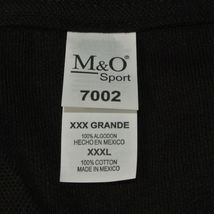 M&O
Sport
7002
XXX GRANDE
100% ALGODON
HECHO EN MEXICO
XXXL
100% COTTON
MADE IN MEXICO